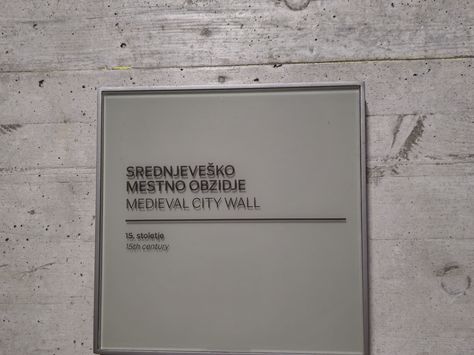 SREDNJEVEŠKO
MESTNO OBZIDJE
MEDIEVAL CITY WALL
15. stoletje
15th century